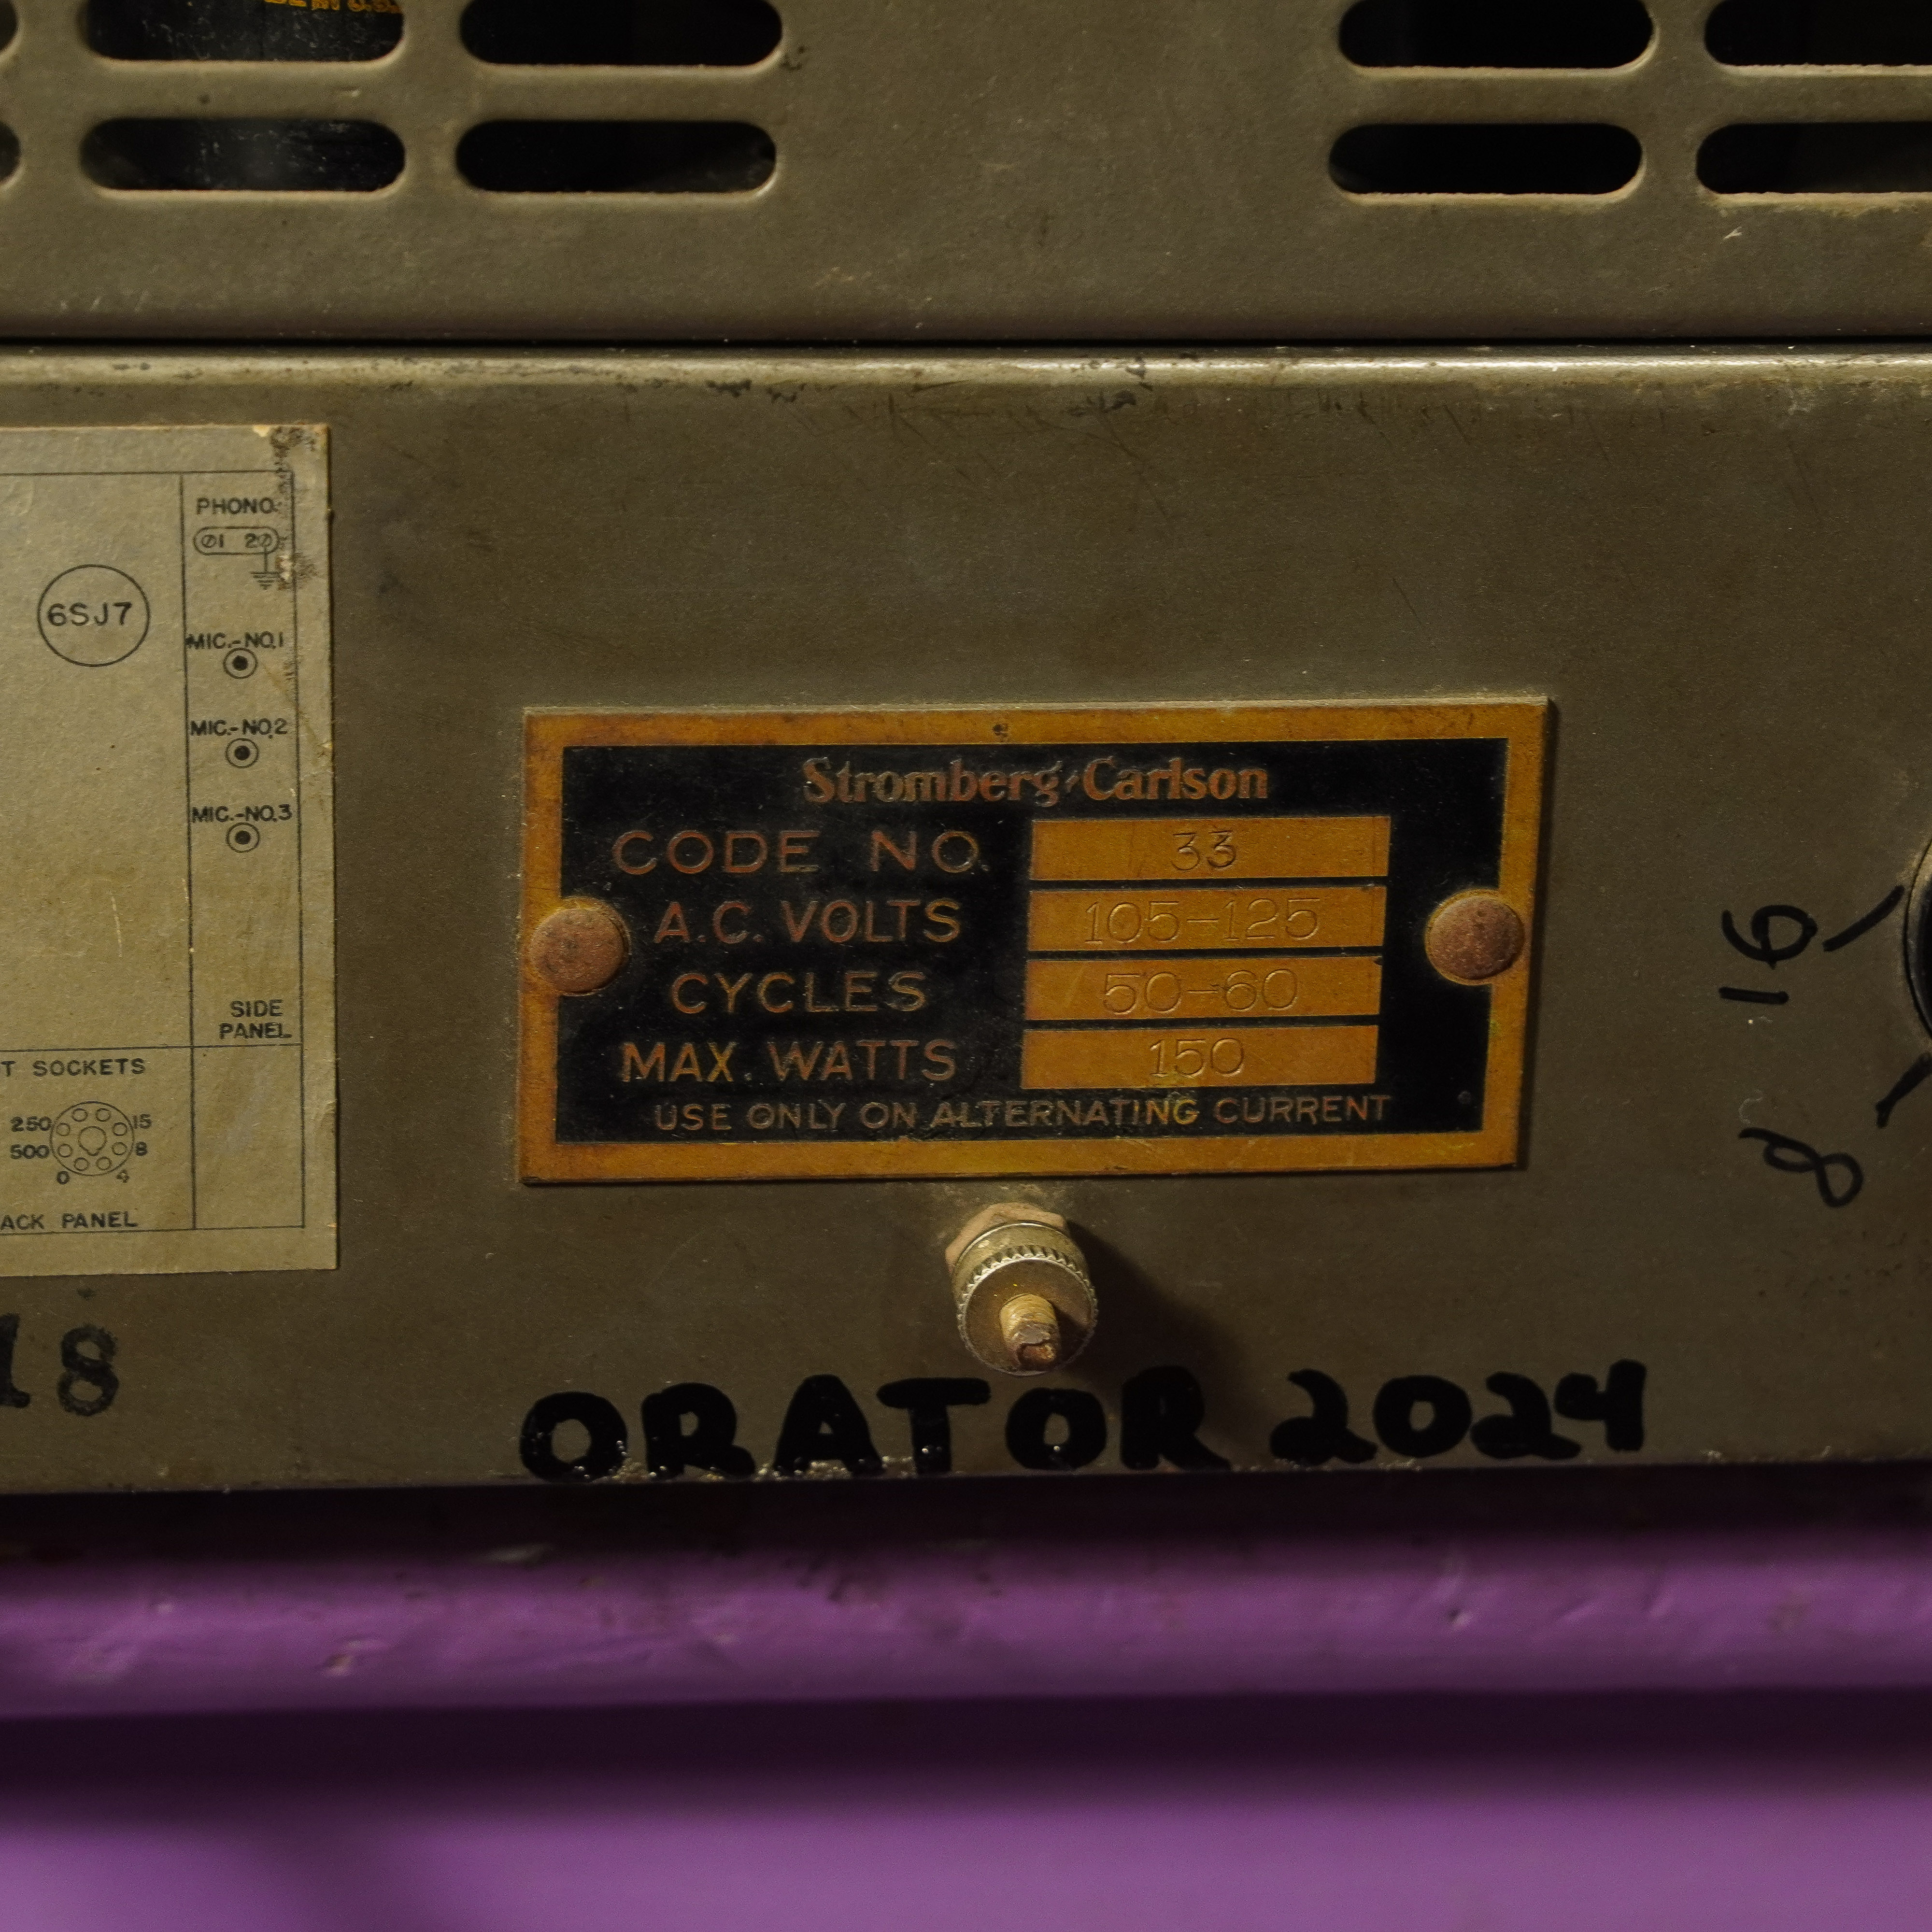 PHONO.
1 2
6SJ7
MIC.-NO.1
MIC.-NO.2
MIC.-NO.3
SIDE
PANEL
T SOCKETS
250 15
500 8
0 4
ACK PANEL
Stromberg-Carlson
CODE NO. 33
A.C. VOLTS 105-125
CYCLES 50-60
MAX. WATTS 150
USE ONLY ON ALTERNATING CURRENT
16
8
18
ORATOR 2024